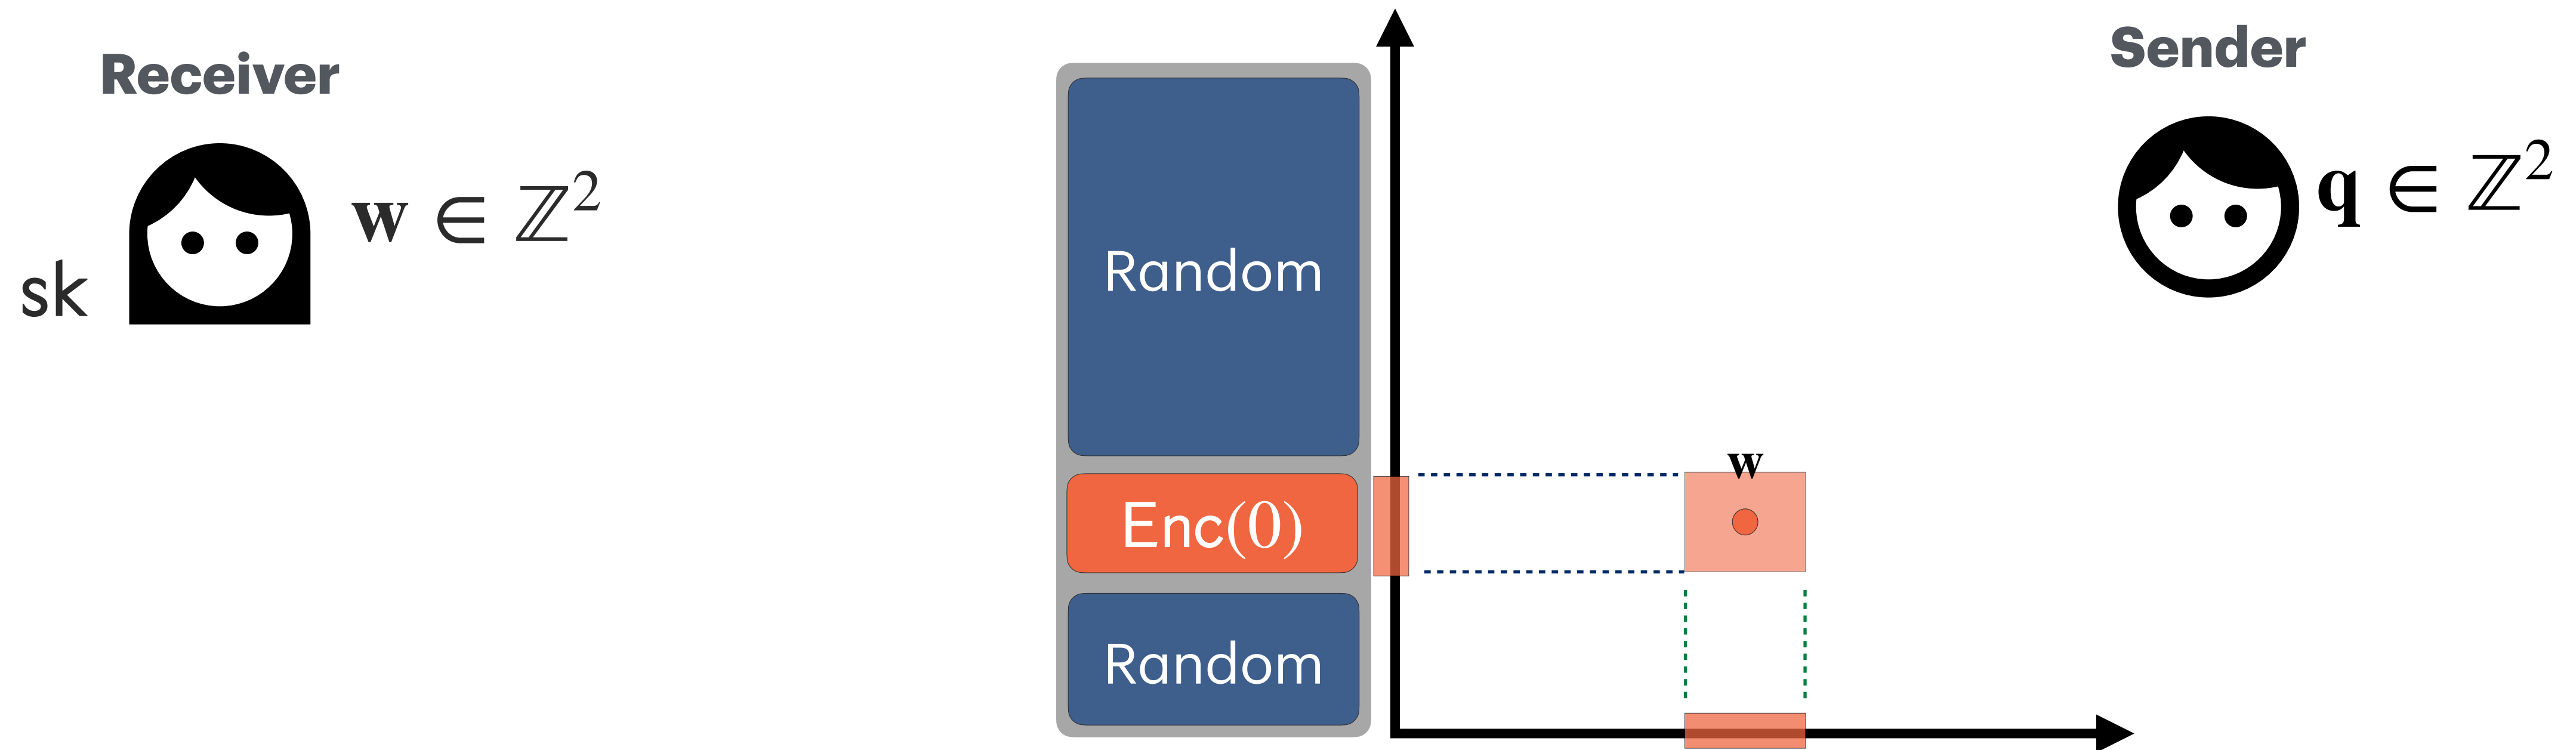 Receiver
Sender
sk
𝐰 ∈ ℤ²
𝐪 ∈ ℤ²
Random
Enc(0)
Random
𝐰